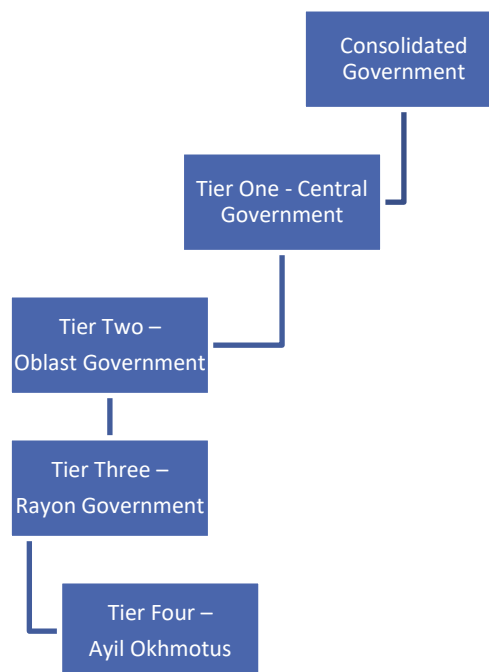 Consolidated
Government
Tier One - Central
Government
Tier Two –
Oblast Government
Tier Three –
Rayon Government
Tier Four –
Ayil Okhmotus